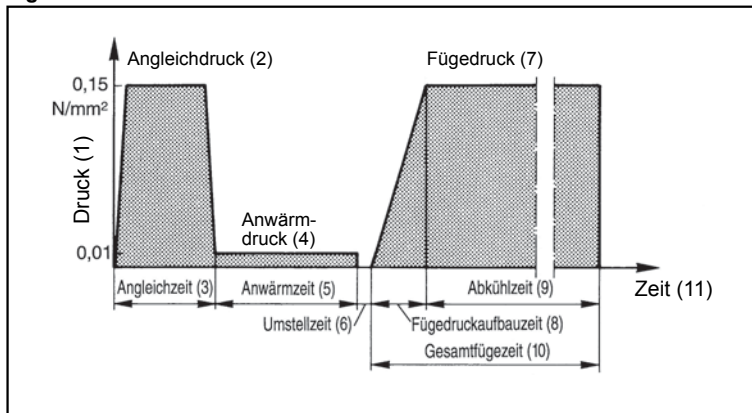 Angleichdruck (2)
Fügedruck (7)
0,15
N/mm²
Druck (1)
Anwärm-
druck (4)
0,01
Angleichzeit (3)
Anwärmzeit (5)
Abkühlzeit (9)
Zeit (11)
Umstellzeit (6)
Fügedruckaufbauzeit (8)
Gesamtfügezeit (10)